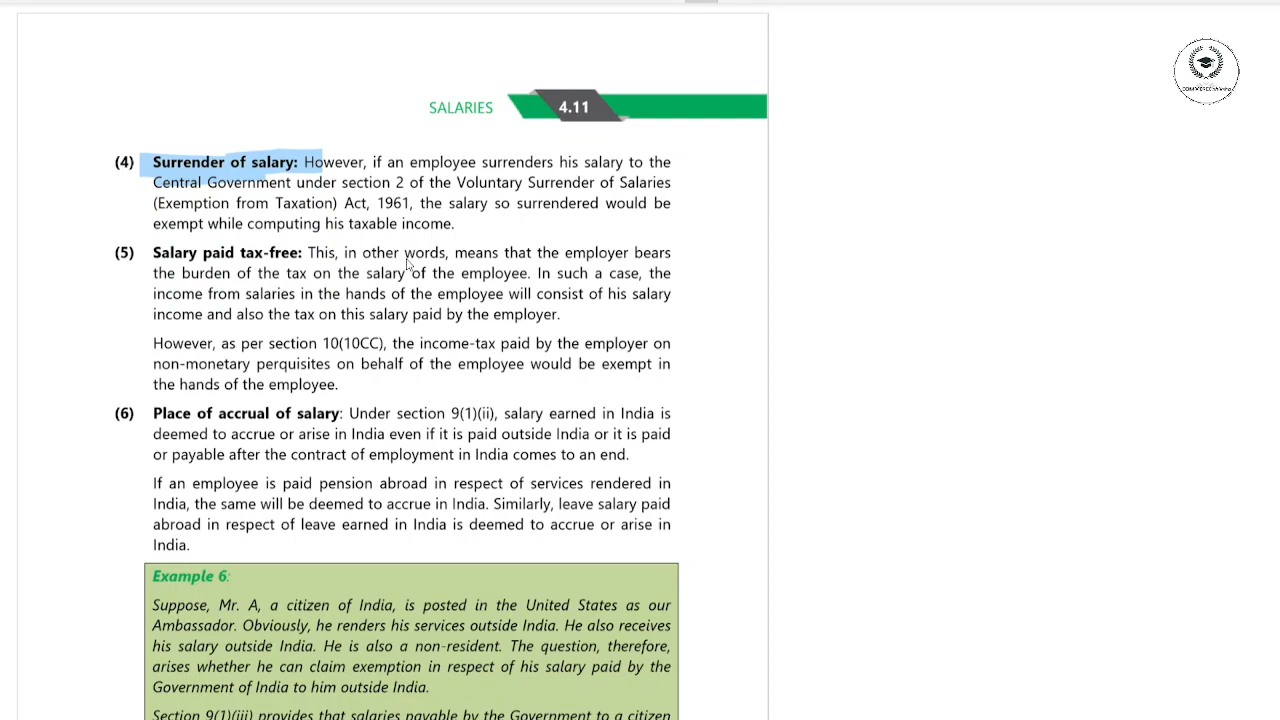 SALARIES 4.11
(4) Surrender of salary: However, if an employee surrenders his salary to the
Central Government under section 2 of the Voluntary Surrender of Salaries
(Exemption from Taxation) Act, 1961, the salary so surrendered would be
exempt while computing his taxable income.
(5) Salary paid tax-free: This, in other words, means that the employer bears
the burden of the tax on the salary of the employee. In such a case, the
income from salaries in the hands of the employee will consist of his salary
income and also the tax on this salary paid by the employer.
However, as per section 10(10CC), the income-tax paid by the employer on
non-monetary perquisites on behalf of the employee would be exempt in
the hands of the employee.
(6) Place of accrual of salary: Under section 9(1)(ii), salary earned in India is
deemed to accrue or arise in India even if it is paid outside India or it is paid
or payable after the contract of employment in India comes to an end.
If an employee is paid pension abroad in respect of services rendered in
India, the same will be deemed to accrue in India. Similarly, leave salary paid
abroad in respect of leave earned in India is deemed to accrue or arise in
India.
Example 6:
Suppose, Mr. A, a citizen of India, is posted in the United States as our
Ambassador. Obviously, he renders his services outside India. He also receives
his salary outside India. He is also a non-resident. The question, therefore,
arises whether he can claim exemption in respect of his salary paid by the
Government of India to him outside India.
Section 9(1)(iii) provides that salaries payable by the Government to a citizen